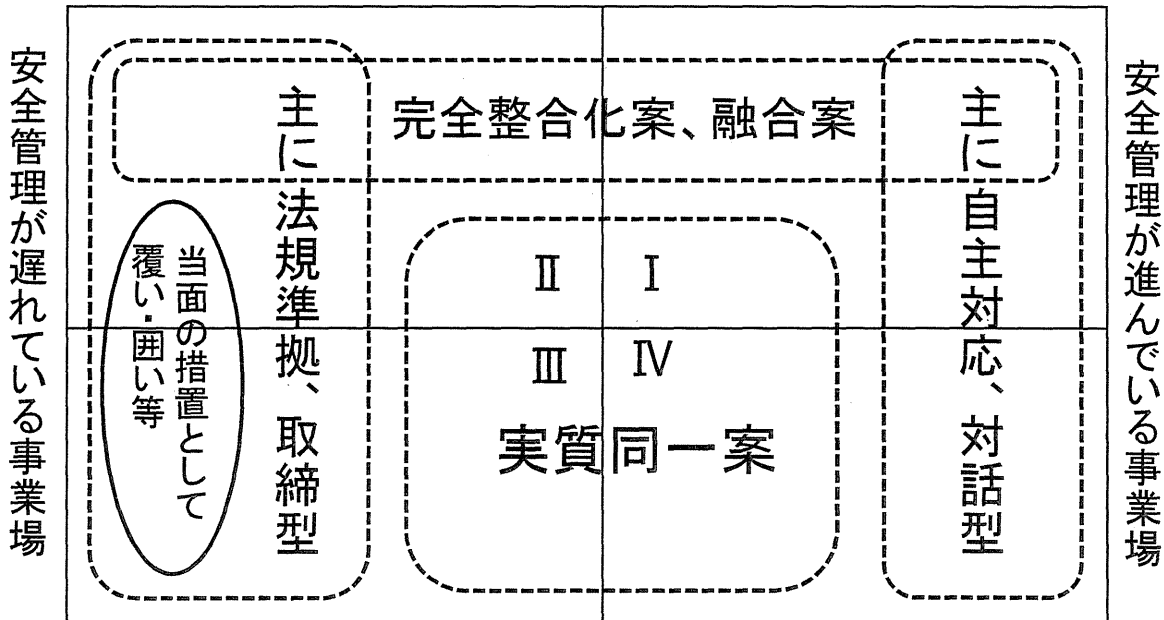 安全管理が遅れている事業場
主に法規準拠、取締型
当面の措置として
覆い・囲い等
完全整合化案、融合案
Ⅱ
Ⅰ
Ⅲ
Ⅳ
実質同一案
主に自主対応、対話型
安全管理が進んでいる事業場